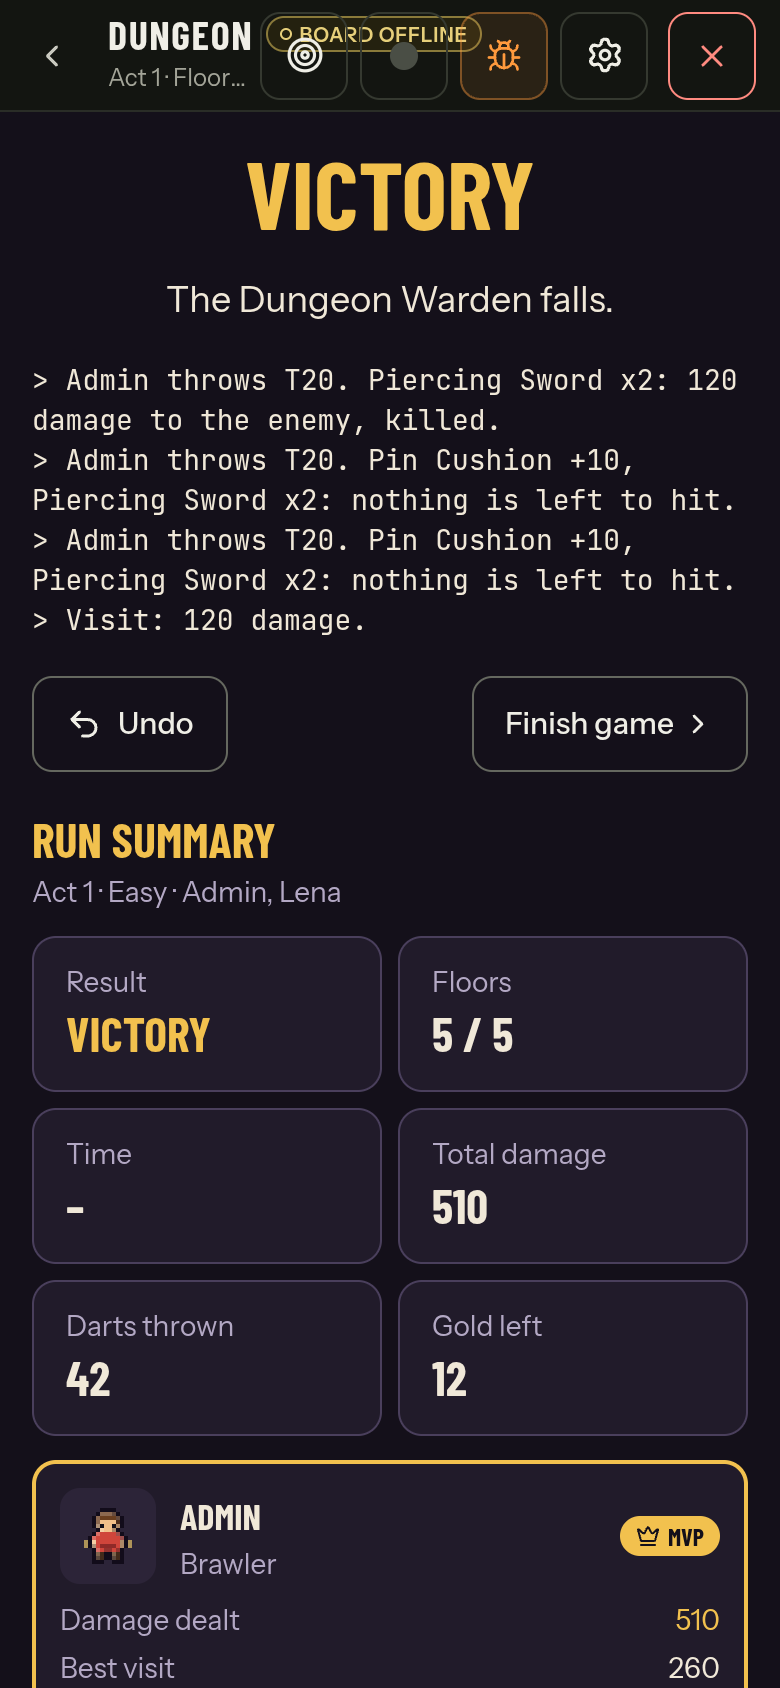 DUNGEON
BOARD OFFLINE
Act 1 · Floor...
VICTORY
The Dungeon Warden falls.
> Admin throws T20. Piercing Sword x2: 120
damage to the enemy, killed.
> Admin throws T20. Pin Cushion +10,
Piercing Sword x2: nothing is left to hit.
> Admin throws T20. Pin Cushion +10,
Piercing Sword x2: nothing is left to hit.
> Visit: 120 damage.
Undo
Finish game
RUN SUMMARY
Act 1 · Easy · Admin, Lena
Result
VICTORY
Floors
5 / 5
Time
–
Total damage
510
Darts thrown
42
Gold left
12
ADMIN
Brawler
MVP
Damage dealt 510
Best visit 260